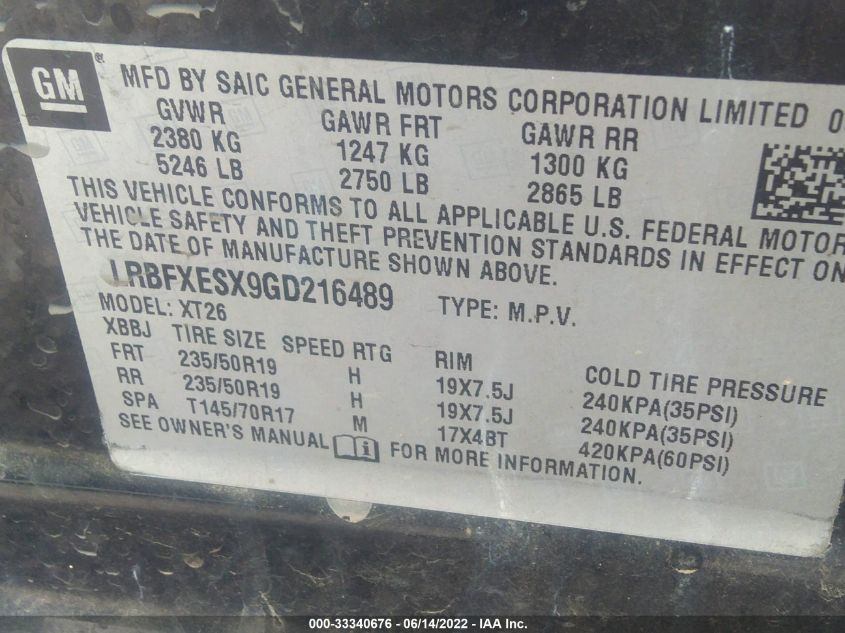 GM
MFD BY SAIC GENERAL MOTORS CORPORATION LIMITED
GVWR GAWR FRT GAWR RR
2380 KG 1247 KG 1300 KG
5246 LB 2750 LB 2865 LB
THIS VEHICLE CONFORMS TO ALL APPLICABLE U.S. FEDERAL MOTOR
VEHICLE SAFETY AND THEFT PREVENTION STANDARDS IN EFFECT ON
THE DATE OF MANUFACTURE SHOWN ABOVE.
LRBFXESX9GD216489 TYPE: M.P.V.
MODEL: XT26
XBBJ TIRE SIZE SPEED RTG RIM COLD TIRE PRESSURE
FRT 235/50R19 H 19X7.5J 240KPA(35PSI)
RR 235/50R19 H 19X7.5J 240KPA(35PSI)
SPA T145/70R17 M 17X4BT 420KPA(60PSI)
SEE OWNER'S MANUAL FOR MORE INFORMATION.
000-33340676 - 06/14/2022 - IAA Inc.